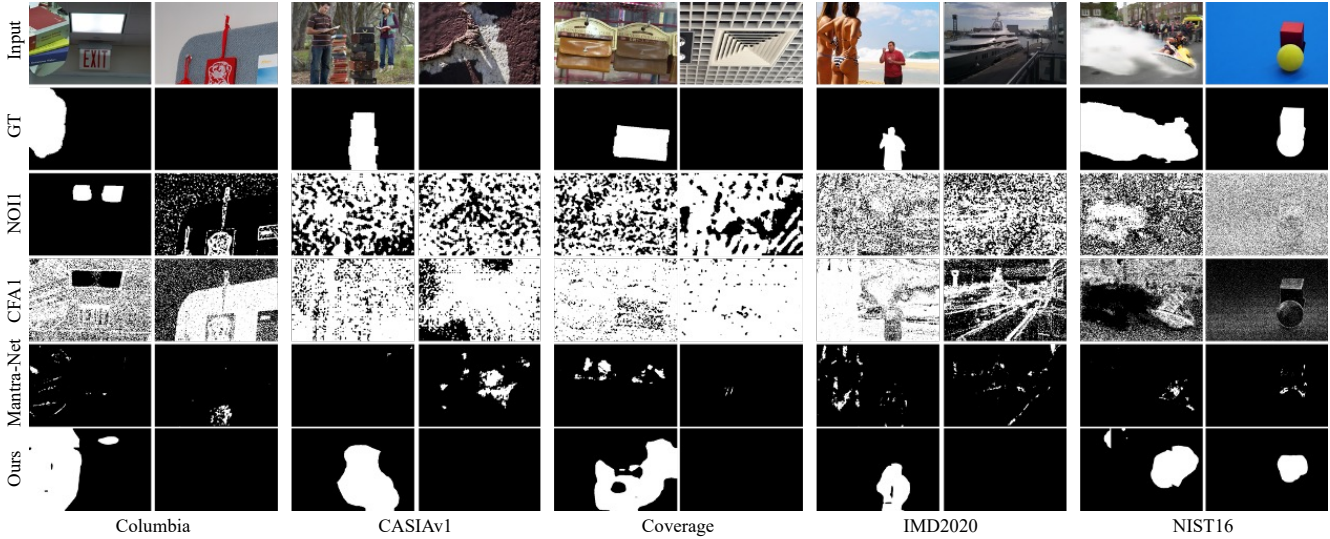 Input
EXIT
GT
NOI1
CFA1
Mantra-Net
Ours
Columbia
CASIAv1
Coverage
IMD2020
NIST16